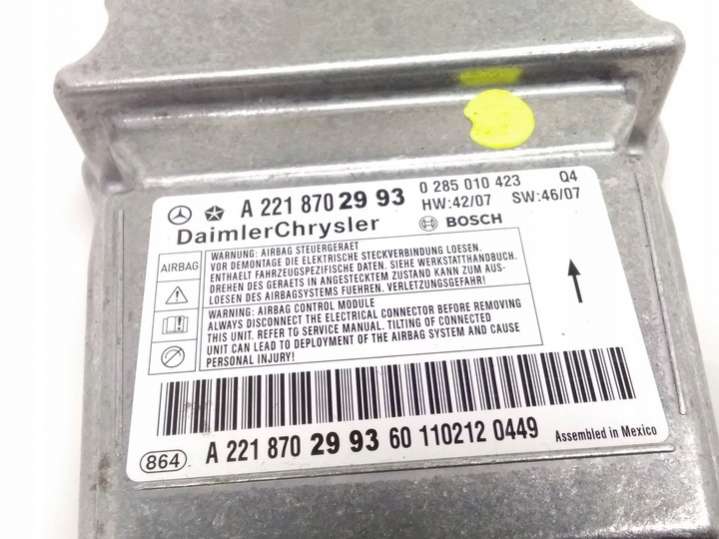 A 221 870 29 93 0 285 010 423 Q4
DaimlerChrysler HW:42/07 SW:46/07
BOSCH
AIRBAG
WARNUNG: AIRBAG STEUERGERAET
VOR DEMONTAGE DIE ELEKTRISCHE STECKVERBINDUNG LOESEN.
ENTHAELT FAHRZEUGSPEZIFISCHE DATEN. SIEHE WERKSTATTHANDBUCH.
DREHEN DES GERAETS IN ANGESTECKTEM ZUSTAND KANN ZUM AUS-
LOESEN DES AIRBAGSYSTEMS FUEHREN. VERLETZUNGSGEFAHR!
WARNING: AIRBAG CONTROL MODULE
ALWAYS DISCONNECT THE ELECTRICAL CONNECTOR BEFORE REMOVING
THIS UNIT. REFER TO SERVICE MANUAL. TILTING OF CONNECTED
UNIT CAN LEAD TO DEPLOYMENT OF THE AIRBAG SYSTEM AND CAUSE
PERSONAL INJURY!
864 A 221 870 29 93 60 110212 0449 Assembled in Mexico